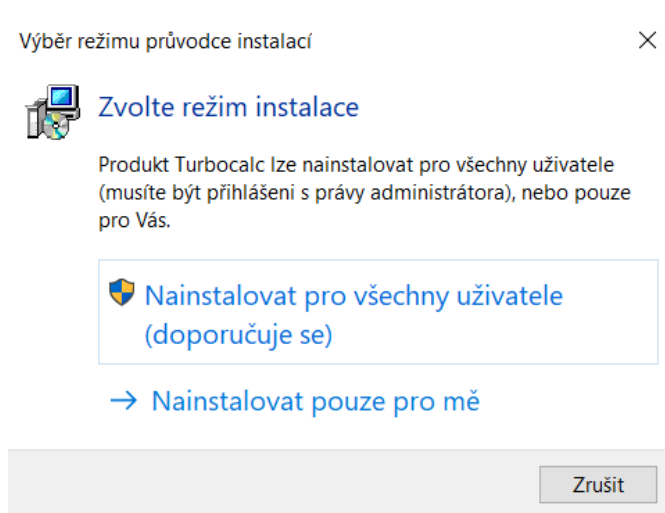 Výběr režimu průvodce instalací
Zvolte režim instalace
Produkt Turbocalc lze nainstalovat pro všechny uživatele
(musíte být přihlášeni s právy administrátora), nebo pouze
pro Vás.
Nainstalovat pro všechny uživatele
(doporučuje se)
Nainstalovat pouze pro mě
Zrušit